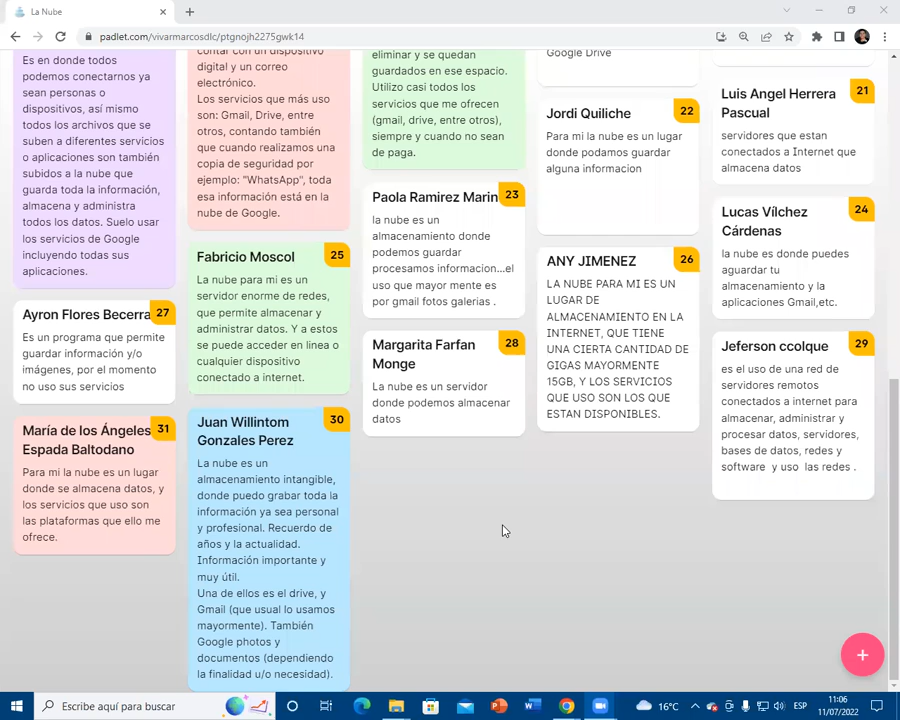 La Nube
padlet.com/vivarmarcosdlc/ptgnojh2275gwk14
Es en donde todos
podemos conectarnos ya
sean personas o
dispositivos, así mismo
todos los archivos que se
suben a diferentes servicios
o aplicaciones son también
subidos a la nube que
guarda toda la información,
almacena y administra
todos los datos. Suelo usar
los servicios de Google
incluyendo todas sus
aplicaciones.
27
Ayron Flores Becerra
Es un programa que permite
guardar información y/o
imágenes, por el momento
no uso sus servicios
31
María de los Ángeles
Espada Baltodano
Para mi la nube es un lugar
donde se almacena datos, y
los servicios que uso son
las plataformas que ello me
ofrece.
contar con un dispositivo
digital y un correo
electrónico.
Los servicios que más uso
son: Gmail, Drive, entre
otros, contando también
que cuando realizamos una
copia de seguridad por
ejemplo: "WhatsApp", toda
esa información está en la
nube de Google.
25
Fabricio Moscol
La nube para mí es un
servidor enorme de redes,
que permite almacenar y
administrar datos. Y a estos
se puede acceder en linea o
cualquier dispositivo
conectado a internet.
30
Juan Willintom
Gonzales Perez
La nube es un
almacenamiento intangible,
donde puedo grabar toda la
información ya sea personal
y profesional. Recuerdo de
años y la actualidad.
Información importante y
muy útil.
Una de ellos es el drive, y
Gmail (que usual lo usamos
mayormente). También
Google photos y
documentos (dependiendo
la finalidad u/o necesidad).
eliminar y se quedan
guardados en ese espacio.
Utilizo casi todos los
servicios que me ofrecen
(gmail, drive, entre otros),
siempre y cuando no sean
de paga.
23
Paola Ramirez Marin
la nube es un
almacenamiento donde
podemos guardar
procesamos informacion...el
uso que mayor mente es
por gmail fotos galerias .
28
Margarita Farfan
Monge
La nube es un servidor
donde podemos almacenar
datos
Google Drive
22
Jordi Quiliche
Para mi la nube es un lugar
donde podamos guardar
alguna informacion
26
ANY JIMENEZ
LA NUBE PARA MI ES UN
LUGAR DE
ALMACENAMIENTO EN LA
INTERNET, QUE TIENE
UNA CIERTA CANTIDAD DE
GIGAS MAYORMENTE
15GB, Y LOS SERVICIOS
QUE USO SON LOS QUE
ESTAN DISPONIBLES.
21
Luis Angel Herrera
Pascual
servidores que estan
conectados a Internet que
almacena datos
24
Lucas Vílchez
Cárdenas
la nube es donde puedes
aguardar tu
almacenamiento y la
aplicaciones Gmail,etc.
29
Jeferson ccolque
es el uso de una red de
servidores remotos
conectados a internet para
almacenar, administrar y
procesar datos, servidores,
bases de datos, redes y
software y uso las redes .
Escribe aquí para buscar
16°C
ESP
11:06
11/07/2022